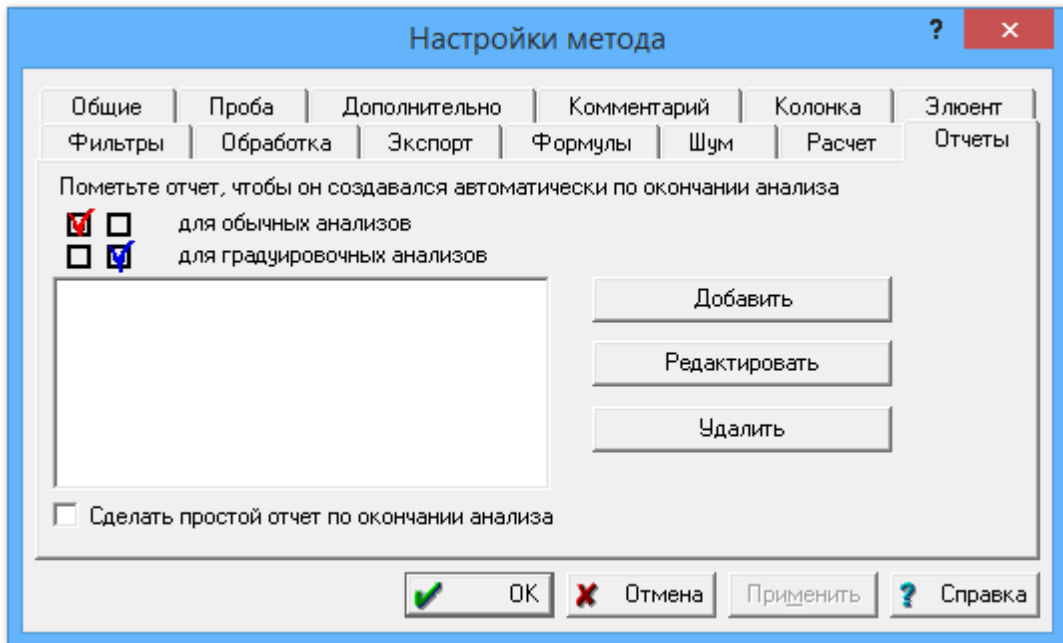 Настройки метода
?
Общие Проба Дополнительно Комментарий Колонка Элюент
Фильтры Обработка Экспорт Формулы Шум Расчет Отчеты
Пометьте отчет, чтобы он создавался автоматически по окончании анализа
для обычных анализов
для градуировочных анализов
Добавить
Редактировать
Удалить
Сделать простой отчет по окончании анализа
OK Отмена Применить ? Справка